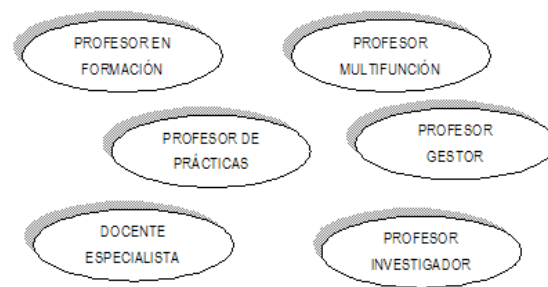 PROFESOR EN
FORMACIÓN
PROFESOR
MULTIFUNCIÓN
PROFESOR DE
PRÁCTICAS
PROFESOR
GESTOR
DOCENTE
ESPECIALISTA
PROFESOR
INVESTIGADOR